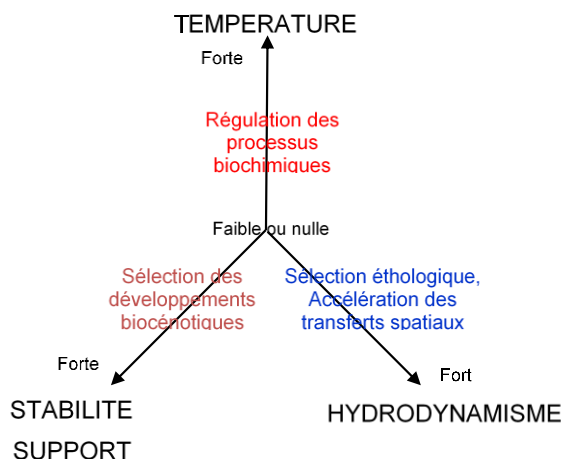 TEMPERATURE
Forte
Régulation des
processus
biochimiques
Faible ou nulle
Sélection des
développements
biocénotiques
Sélection éthologique,
Accélération des
transferts spatiaux
Forte
Fort
STABILITE
SUPPORT
HYDRODYNAMISME